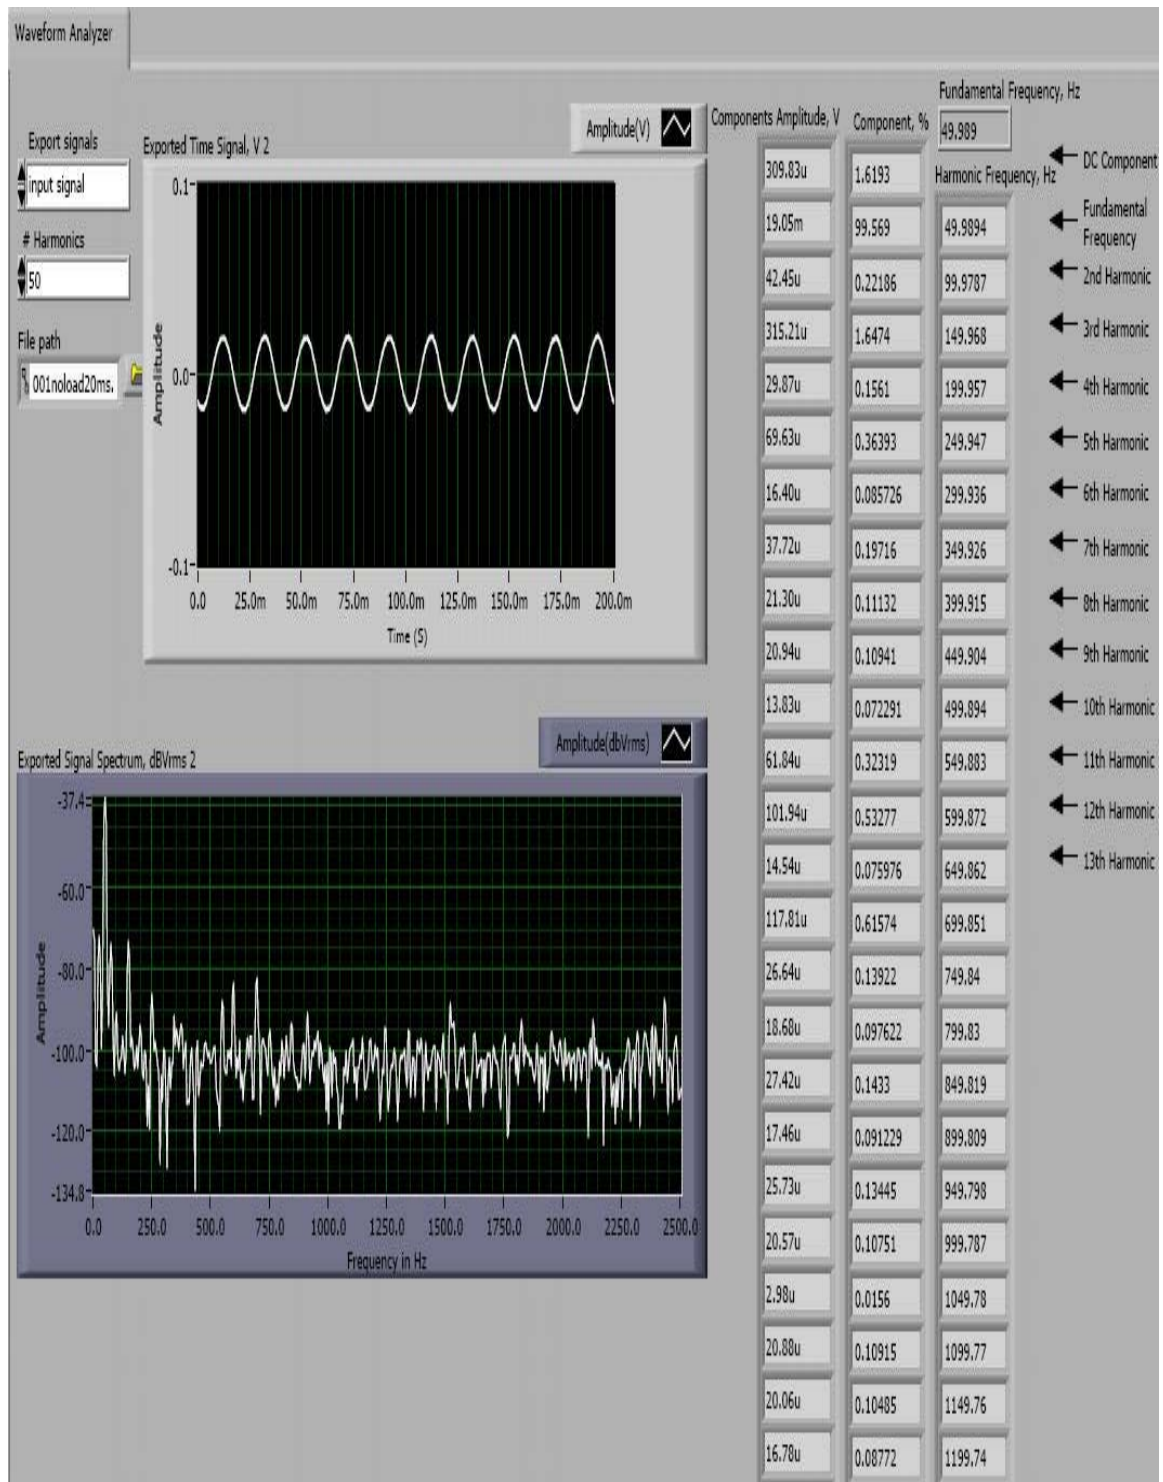 Waveform Analyzer
Export signals
input signal
# Harmonics
50
File path
001noload20ms.
Exported Time Signal, V 2
Amplitude(V)
Amplitude
0.1
0.0
-0.1
0.0 25.0m 50.0m 75.0m 100.0m 125.0m 150.0m 175.0m 200.0m
Time (S)
Exported Signal Spectrum, dBVrms 2
Amplitude(dbVrms)
Amplitude
-37.4
-60.0
-80.0
-100.0
-120.0
-134.8
0.0 250.0 500.0 750.0 1000.0 1250.0 1500.0 1750.0 2000.0 2250.0 2500.0
Frequency in Hz
Fundamental Frequency, Hz
49.989
Components Amplitude, V Component, % Harmonic Frequency, Hz
309.83u 1.6193 DC Component
19.05m 99.569 49.9894 Fundamental Frequency
42.45u 0.22186 99.9787 2nd Harmonic
315.21u 1.6474 149.968 3rd Harmonic
29.87u 0.1561 199.957 4th Harmonic
69.63u 0.36393 249.947 5th Harmonic
16.40u 0.085726 299.936 6th Harmonic
37.72u 0.19716 349.926 7th Harmonic
21.30u 0.11132 399.915 8th Harmonic
20.94u 0.10941 449.904 9th Harmonic
13.83u 0.072291 499.894 10th Harmonic
61.84u 0.32319 549.883 11th Harmonic
101.94u 0.53277 599.872 12th Harmonic
14.54u 0.075976 649.862 13th Harmonic
117.81u 0.61574 699.851
26.64u 0.13922 749.84
18.68u 0.097622 799.83
27.42u 0.1433 849.819
17.46u 0.091229 899.809
25.73u 0.13445 949.798
20.57u 0.10751 999.787
2.98u 0.0156 1049.78
20.88u 0.10915 1099.77
20.06u 0.10485 1149.76
16.78u 0.08772 1199.74